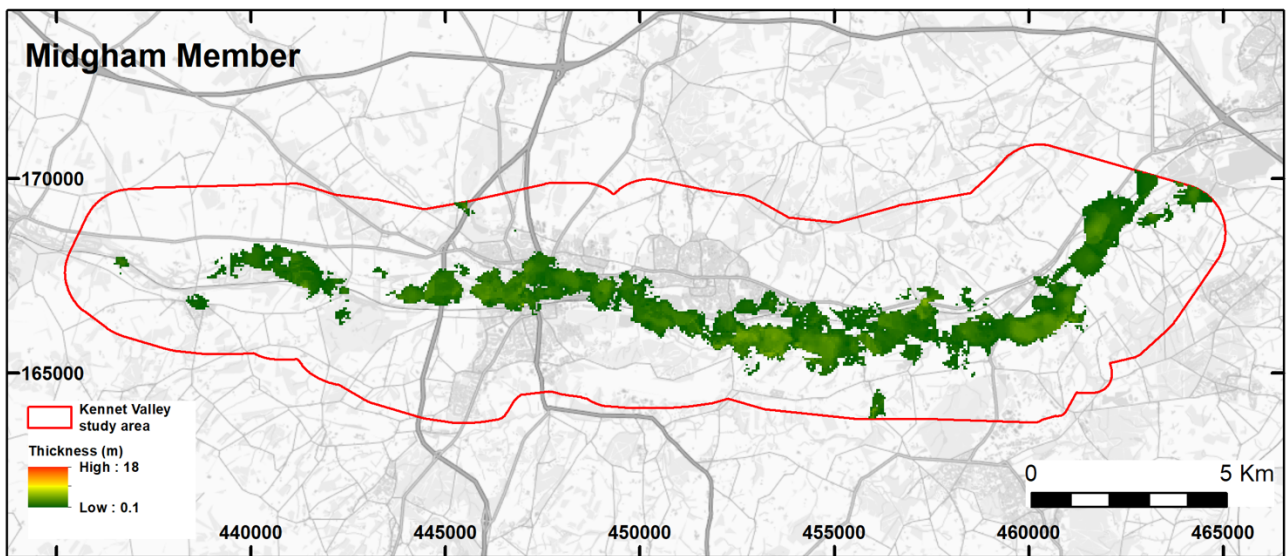 Midgham Member
170000
165000
Kennet Valley
study area
Thickness (m)
High : 18
Low : 0.1
0 5 Km
440000 445000 450000 455000 460000 465000